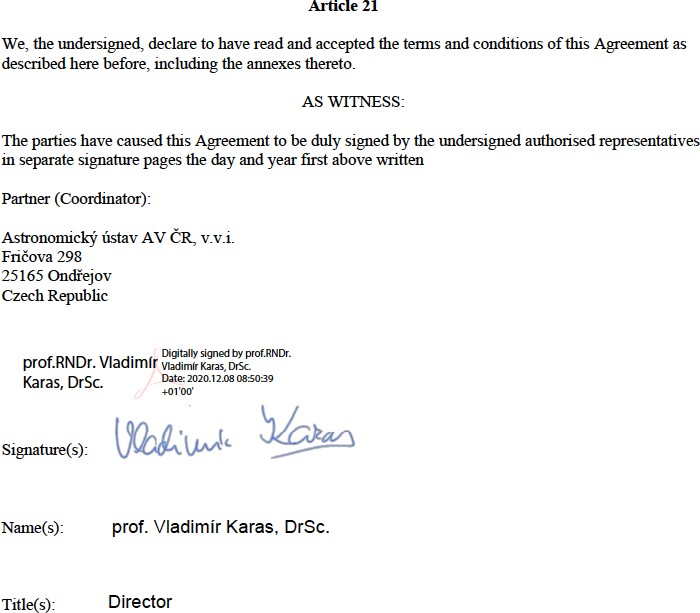 Article 21
We, the undersigned, declare to have read and accepted the terms and conditions of this Agreement as
described here before, including the annexes thereto.
AS WITNESS:
The parties have caused this Agreement to be duly signed by the undersigned authorised representatives
in separate signature pages the day and year first above written
Partner (Coordinator):
Astronomický ústav AV ČR, v.v.i.
Fričova 298
25165 Ondřejov
Czech Republic
prof.RNDr. Vladimír
Karas, DrSc.
Digitally signed by prof.RNDr.
Vladimír Karas, DrSc.
Date: 2020.12.08 08:50:39
+01'00'
Signature(s): Vladimír Karas
Name(s): prof. Vladimír Karas, DrSc.
Title(s): Director